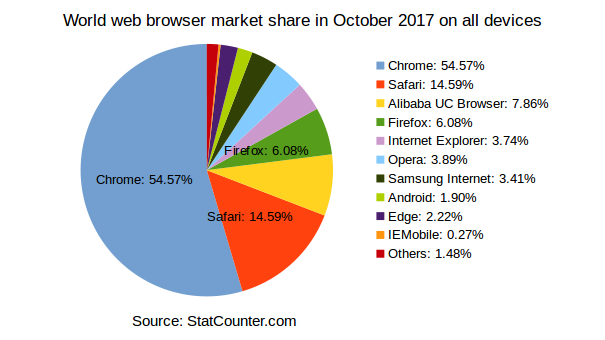 World web browser market share in October 2017 on all devices
Chrome: 54.57%
Safari: 14.59%
Alibaba UC Browser: 7.86%
Firefox: 6.08%
Internet Explorer: 3.74%
Opera: 3.89%
Samsung Internet: 3.41%
Android: 1.90%
Edge: 2.22%
IEMobile: 0.27%
Others: 1.48%
Firefox: 6.08%
Chrome: 54.57%
Safari: 14.59%
Source: StatCounter.com